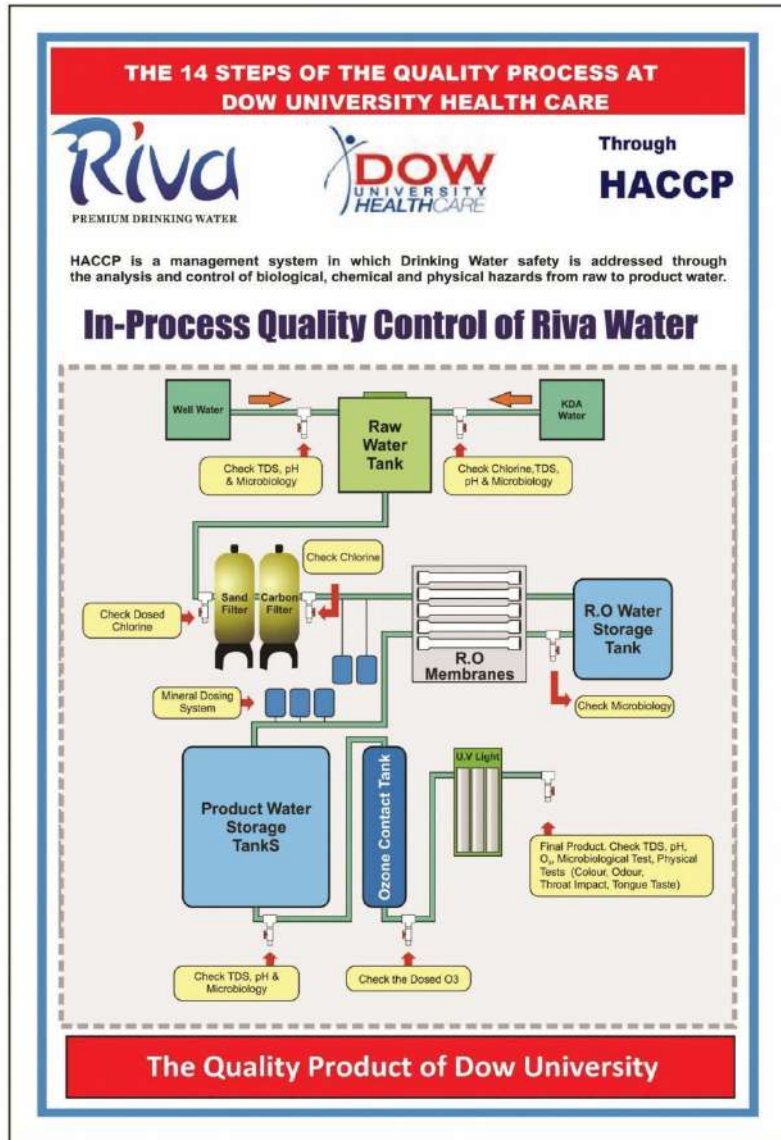 THE 14 STEPS OF THE QUALITY PROCESS AT
DOW UNIVERSITY HEALTH CARE
Riva
PREMIUM DRINKING WATER
DOW
UNIVERSITY
HEALTHCARE
Through
HACCP
HACCP is a management system in which Drinking Water safety is addressed through
the analysis and control of biological, chemical and physical hazards from raw to product water.
In-Process Quality Control of Riva Water
Well Water
Raw
Water
Tank
KDA
Water
Check TDS, pH
& Microbiology
Check Chlorine,TDS,
pH & Microbiology
Check Chlorine
Sand
Filter
Carbon
Filter
Check Dosed
Chlorine
R.O
Membranes
R.O Water
Storage
Tank
Mineral Dosing
System
Check Microbiology
Product Water
Storage
TankS
Ozone Contact Tank
U.V Light
Final Product. Check TDS, pH,
O₃, Microbiological Test, Physical
Tests (Colour, Odour,
Throat Impact, Tongue Taste)
Check TDS, pH &
Microbiology
Check the Dosed O3
The Quality Product of Dow University